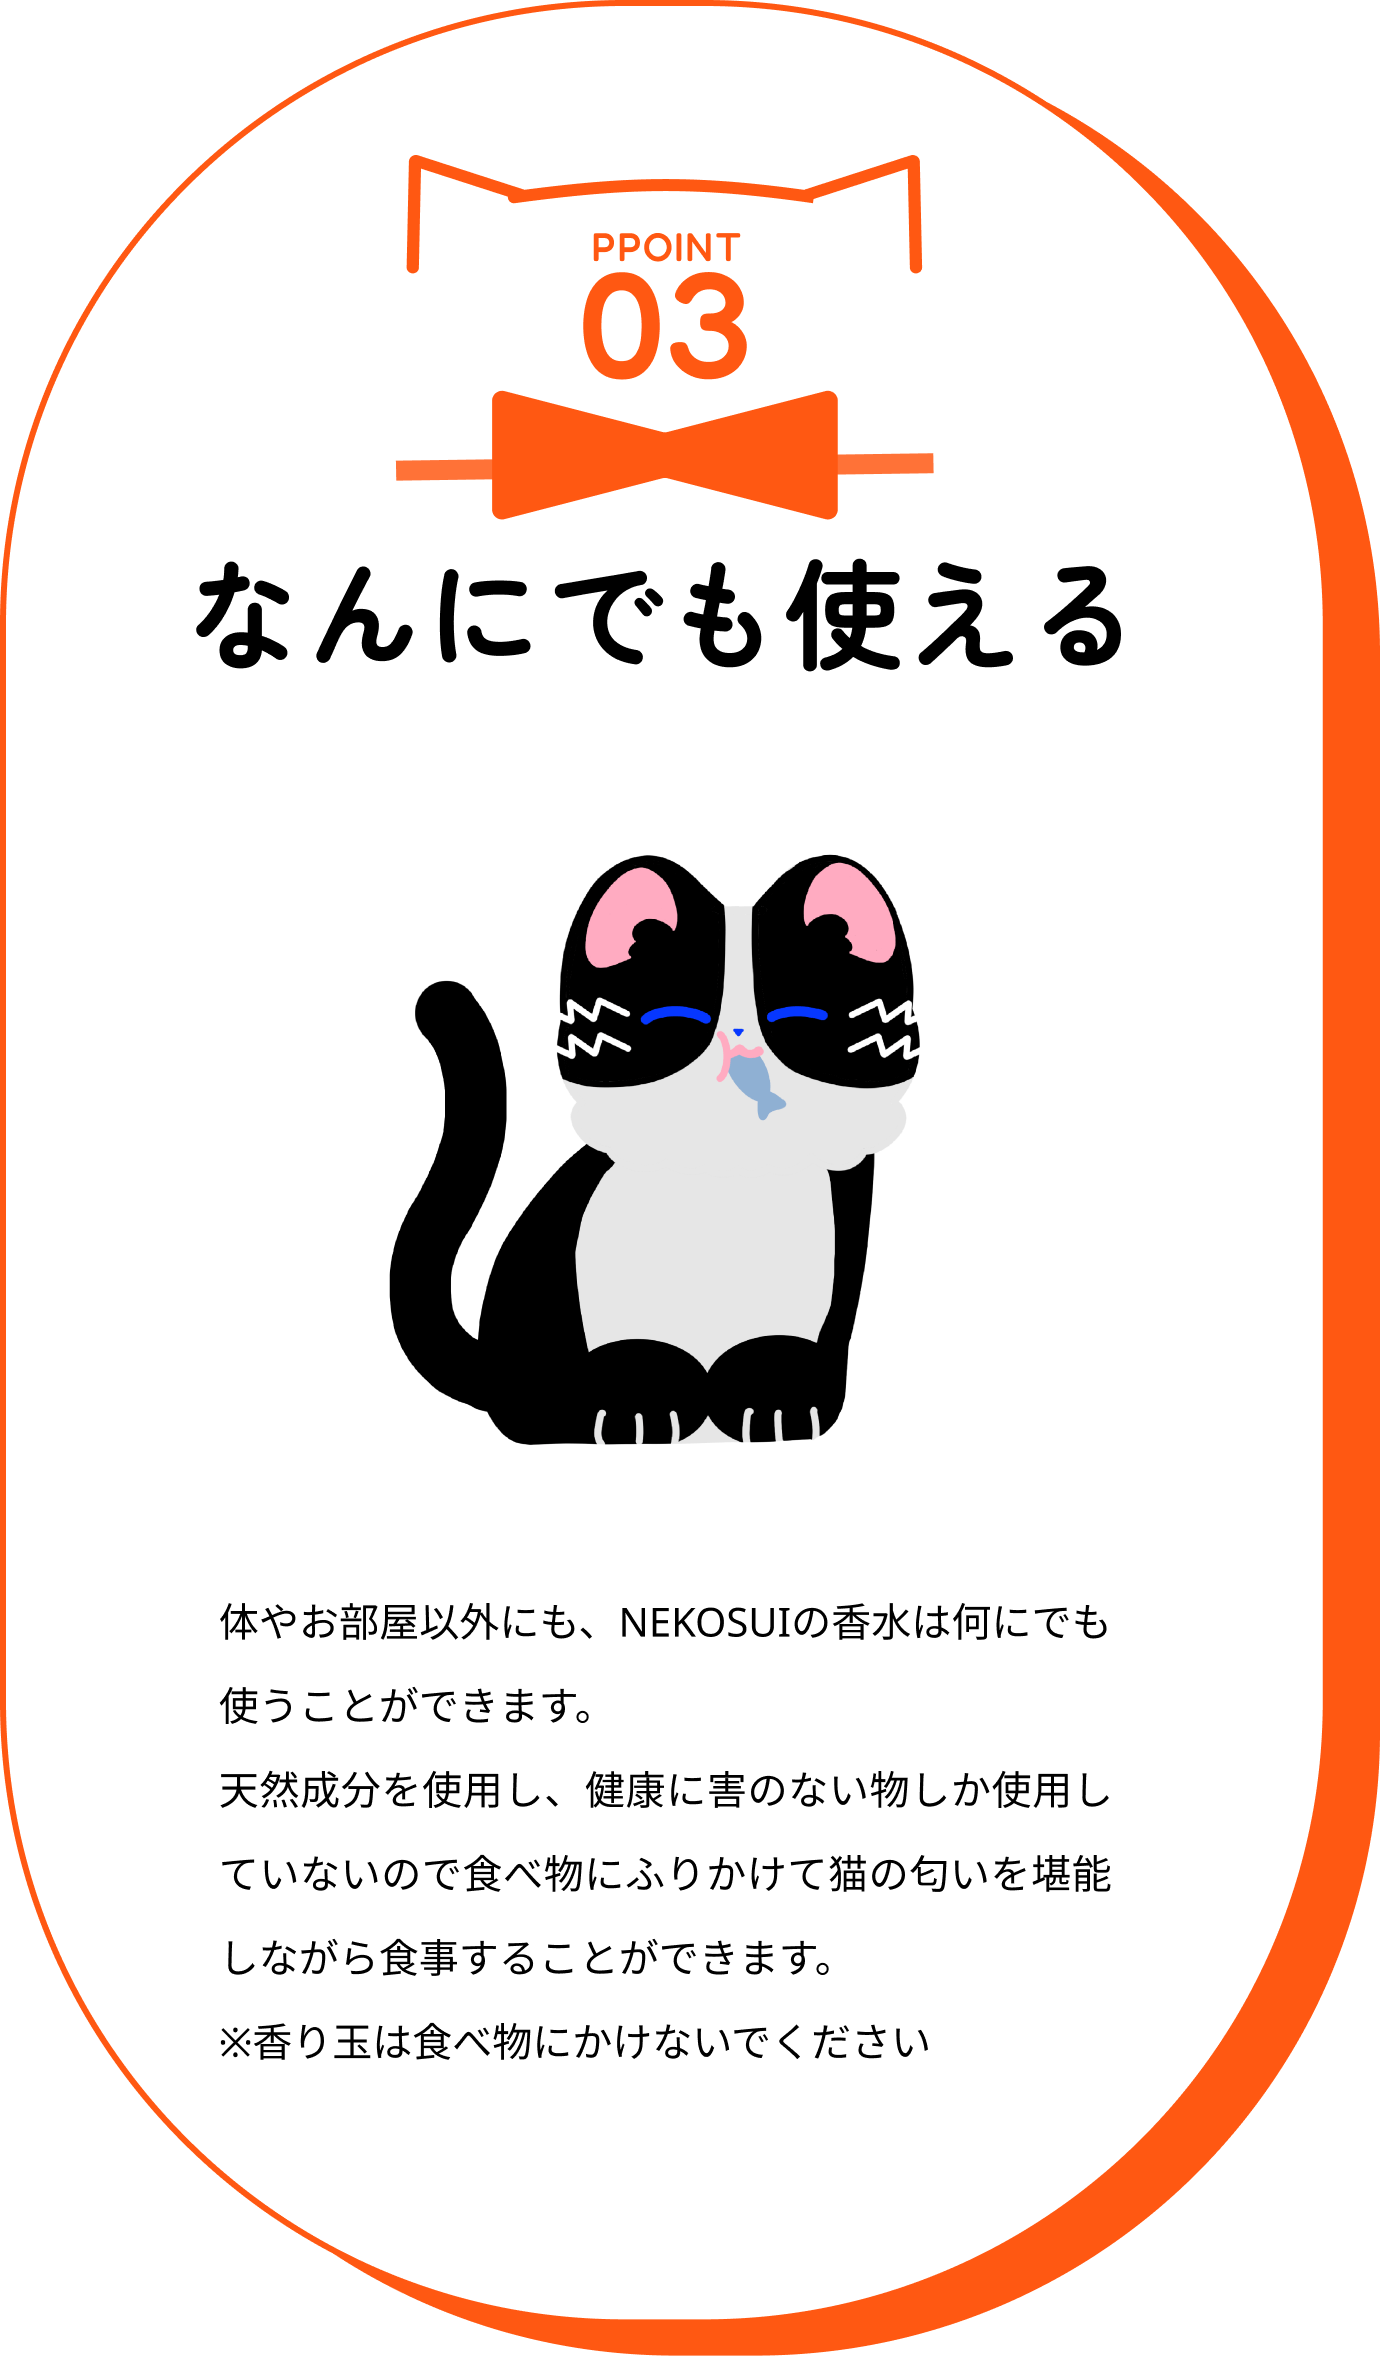 PPOINT
03
なんにでも使える
体やお部屋以外にも、NEKOSUIの香水は何にでも
使うことができます。
天然成分を使用し、健康に害のない物しか使用し
ていないので食べ物にふりかけて猫の匂いを堪能
しながら食事することができます。
※香り玉は食べ物にかけないでください